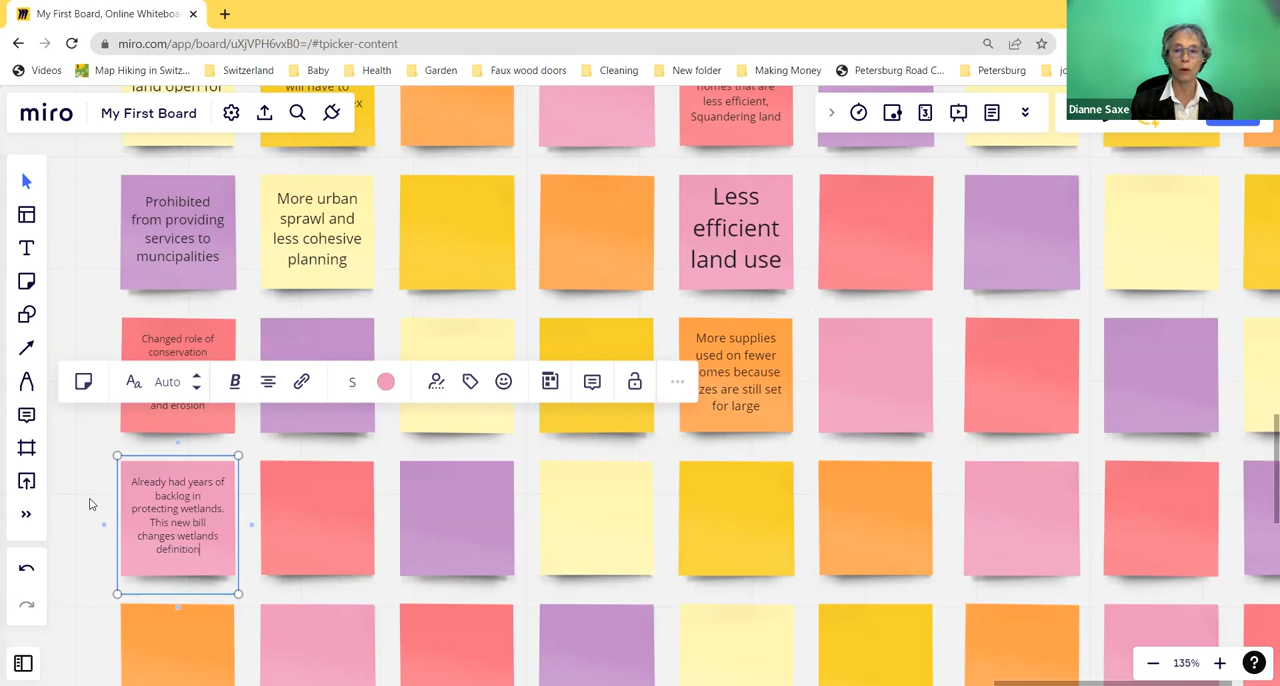 My First Board, Online Whiteboa
miro.com/app/board/uXjVPH6vxB0=/#tpicker-content
Videos
Map Hiking in Switz...
Switzerland
Baby
Health
Garden
Faux wood doors
Cleaning
New folder
Making Money
Petersburg Road C...
Petersburg
Dianne Saxe
miro
My First Board
land open for
will have to
homes that are
less efficient,
Squandering land
Prohibited
from providing
services to
muncipalities
More urban
sprawl and
less cohesive
planning
Less
efficient
land use
Changed role of
conservation
and erosion
More supplies
used on fewer
omes because
zes are still set
for large
Aa
Auto
B
S
Already had years of
backlog in
protecting wetlands.
This new bill
changes wetlands
definition
135%
?